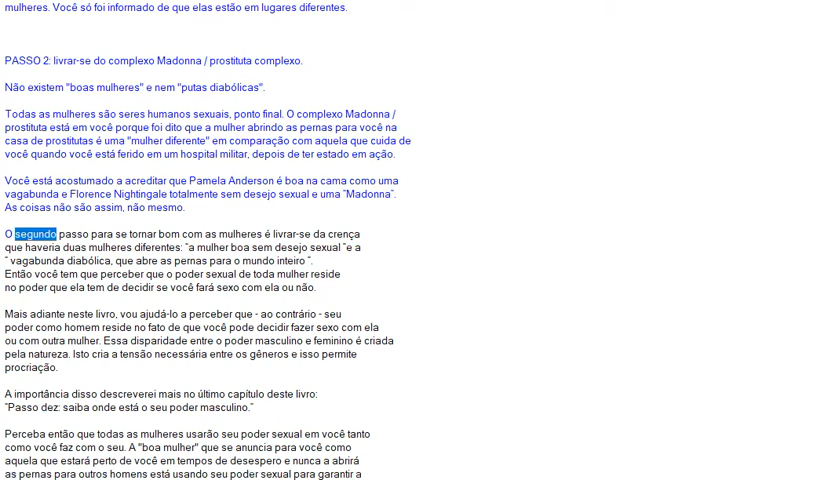 mulheres. Você só foi informado de que elas estão em lugares diferentes.
PASSO 2: livrar-se do complexo Madonna / prostituta complexo.
Não existem "boas mulheres" e nem "putas diabólicas".
Todas as mulheres são seres humanos sexuais, ponto final. O complexo Madonna /
prostituta está em você porque foi dito que a mulher abrindo as pernas para você na
casa de prostitutas é uma "mulher diferente" em comparação com aquela que cuida de
você quando você está ferido em um hospital militar, depois de ter estado em ação.
Você está acostumado a acreditar que Pamela Anderson é boa na cama como uma
vagabunda e Florence Nightingale totalmente sem desejo sexual e uma ¨Madonna¨.
As coisas não são assim, não mesmo.
O segundo passo para se tornar bom com as mulheres é livrar-se da crença
que haveria duas mulheres diferentes: ¨a mulher boa sem desejo sexual ¨e a
¨ vagabunda diabólica, que abre as pernas para o mundo inteiro ¨.
Então você tem que perceber que o poder sexual de toda mulher reside
no poder que ela tem de decidir se você fará sexo com ela ou não.
Mais adiante neste livro, vou ajudá-lo a perceber que - ao contrário - seu
poder como homem reside no fato de que você pode decidir fazer sexo com ela
ou com outra mulher. Essa disparidade entre o poder masculino e feminino é criada
pela natureza. Isto cria a tensão necessária entre os gêneros e isso permite
procriação.
A importância disso descreverei mais no último capítulo deste livro:
¨Passo dez: saiba onde está o seu poder masculino.¨
Perceba então que todas as mulheres usarão seu poder sexual em você tanto
como você faz com o seu. A "boa mulher" que se anuncia para você como
aquela que estará perto de você em tempos de desespero e nunca a abrirá
as pernas para outros homens está usando seu poder sexual para garantir a